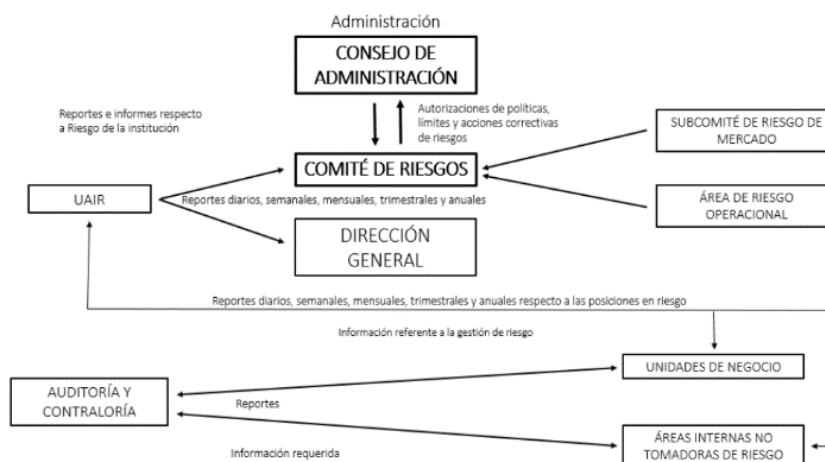 Administración
CONSEJO DE
ADMINISTRACIÓN
Reportes e informes respecto
a Riesgo de la institución
Autorizaciones de políticas,
límites y acciones correctivas
de riesgos
SUBCOMITÉ DE RIESGO DE
MERCADO
COMITÉ DE RIESGOS
UAIR
Reportes diarios, semanales, mensuales, trimestrales y anuales
ÁREA DE RIESGO
OPERACIONAL
DIRECCIÓN
GENERAL
Reportes diarios, semanales, mensuales, trimestrales y anuales respecto a las posiciones en riesgo
Información referente a la gestión de riesgo
UNIDADES DE NEGOCIO
AUDITORÍA Y
CONTRALORÍA
Reportes
ÁREAS INTERNAS NO
TOMADORAS DE RIESGO
Información requerida